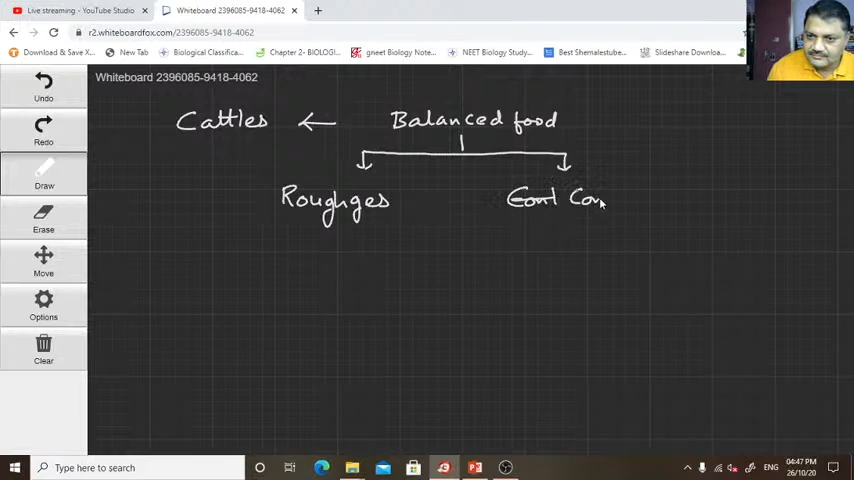 Live streaming - YouTube Studio
Whiteboard 2396085-9418-4062
r2.whiteboardfox.com/2396085-9418-4062
Download & Save X...
New Tab
Biological Classifica...
Chapter 2- BIOLOGI...
gneet Biology Note...
NEET Biology Study...
Best Shemalestube...
Slideshare Downloa...
Whiteboard 2396085-9418-4062
Undo
Redo
Draw
Erase
Move
Options
Clear
Cattles ← Balanced food
Roughges Con
Type here to search
ENG
04:47 PM
26/10/20